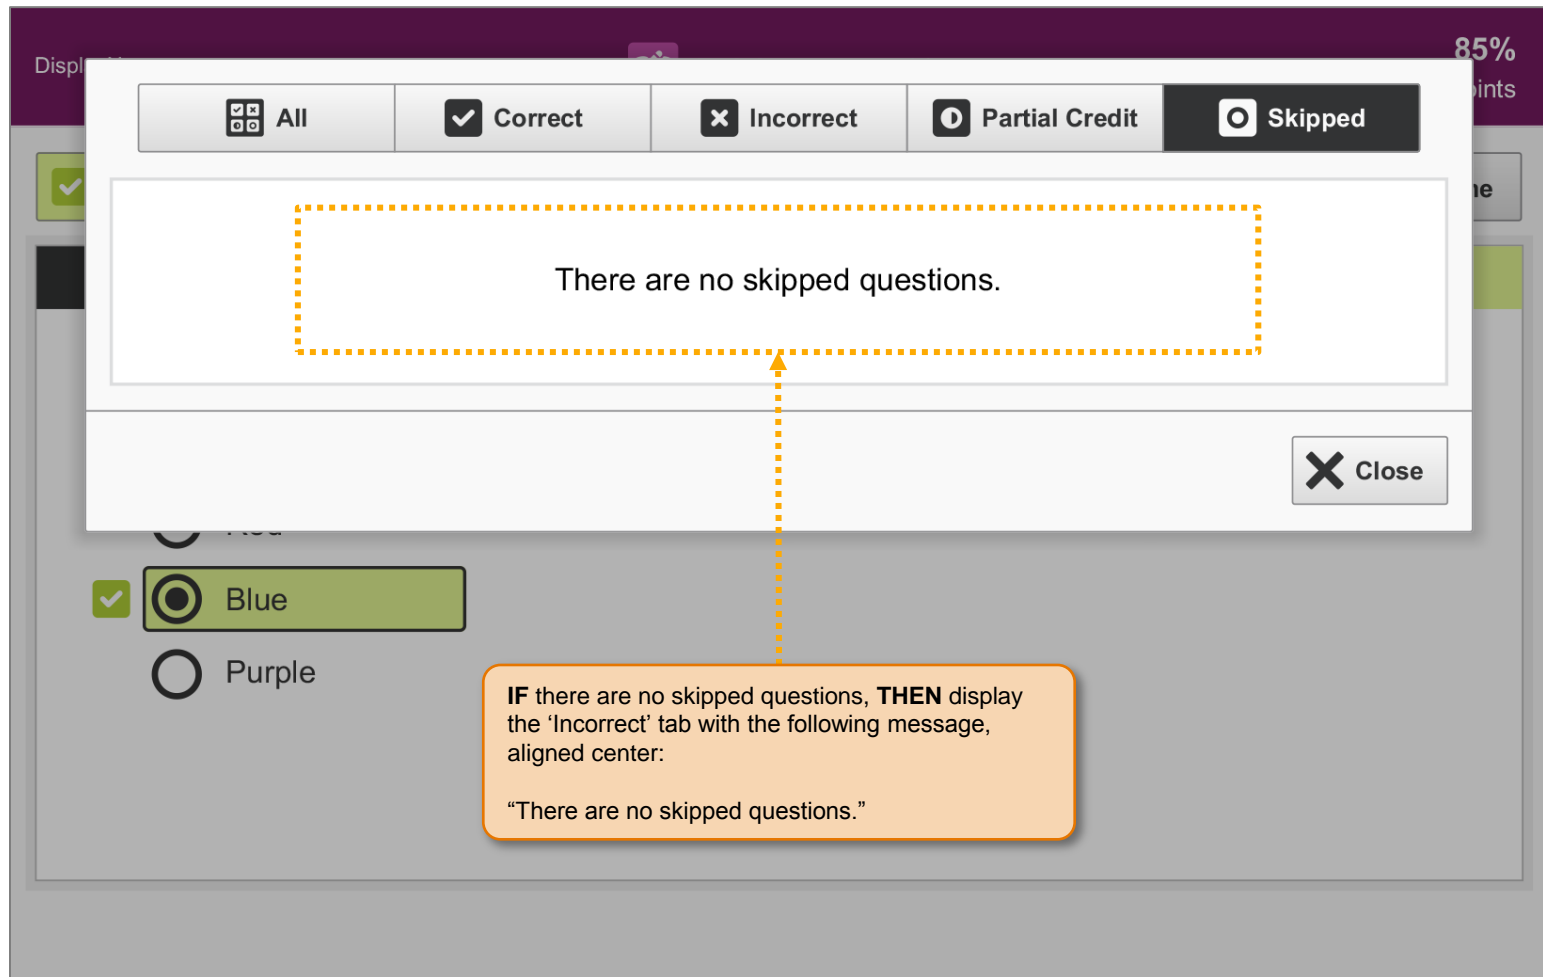 85%
All
Correct
Incorrect
Partial Credit
Skipped
There are no skipped questions.
Close
Blue
Purple
IF there are no skipped questions, THEN display
the ‘Incorrect’ tab with the following message,
aligned center:
“There are no skipped questions.”